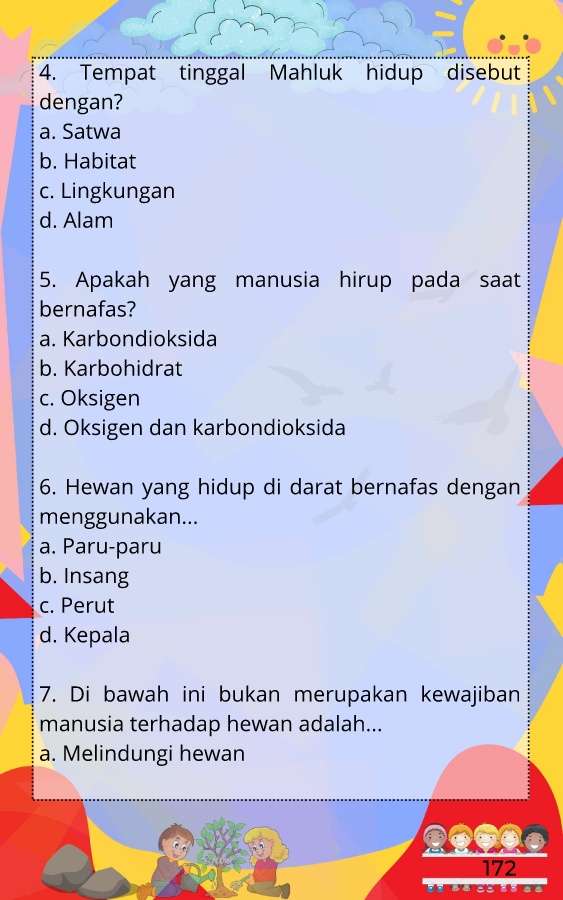 4. Tempat tinggal Mahluk hidup disebut
dengan?
a. Satwa
b. Habitat
c. Lingkungan
d. Alam
5. Apakah yang manusia hirup pada saat
bernafas?
a. Karbondioksida
b. Karbohidrat
c. Oksigen
d. Oksigen dan karbondioksida
6. Hewan yang hidup di darat bernafas dengan
menggunakan...
a. Paru-paru
b. Insang
c. Perut
d. Kepala
7. Di bawah ini bukan merupakan kewajiban
manusia terhadap hewan adalah...
a. Melindungi hewan
172